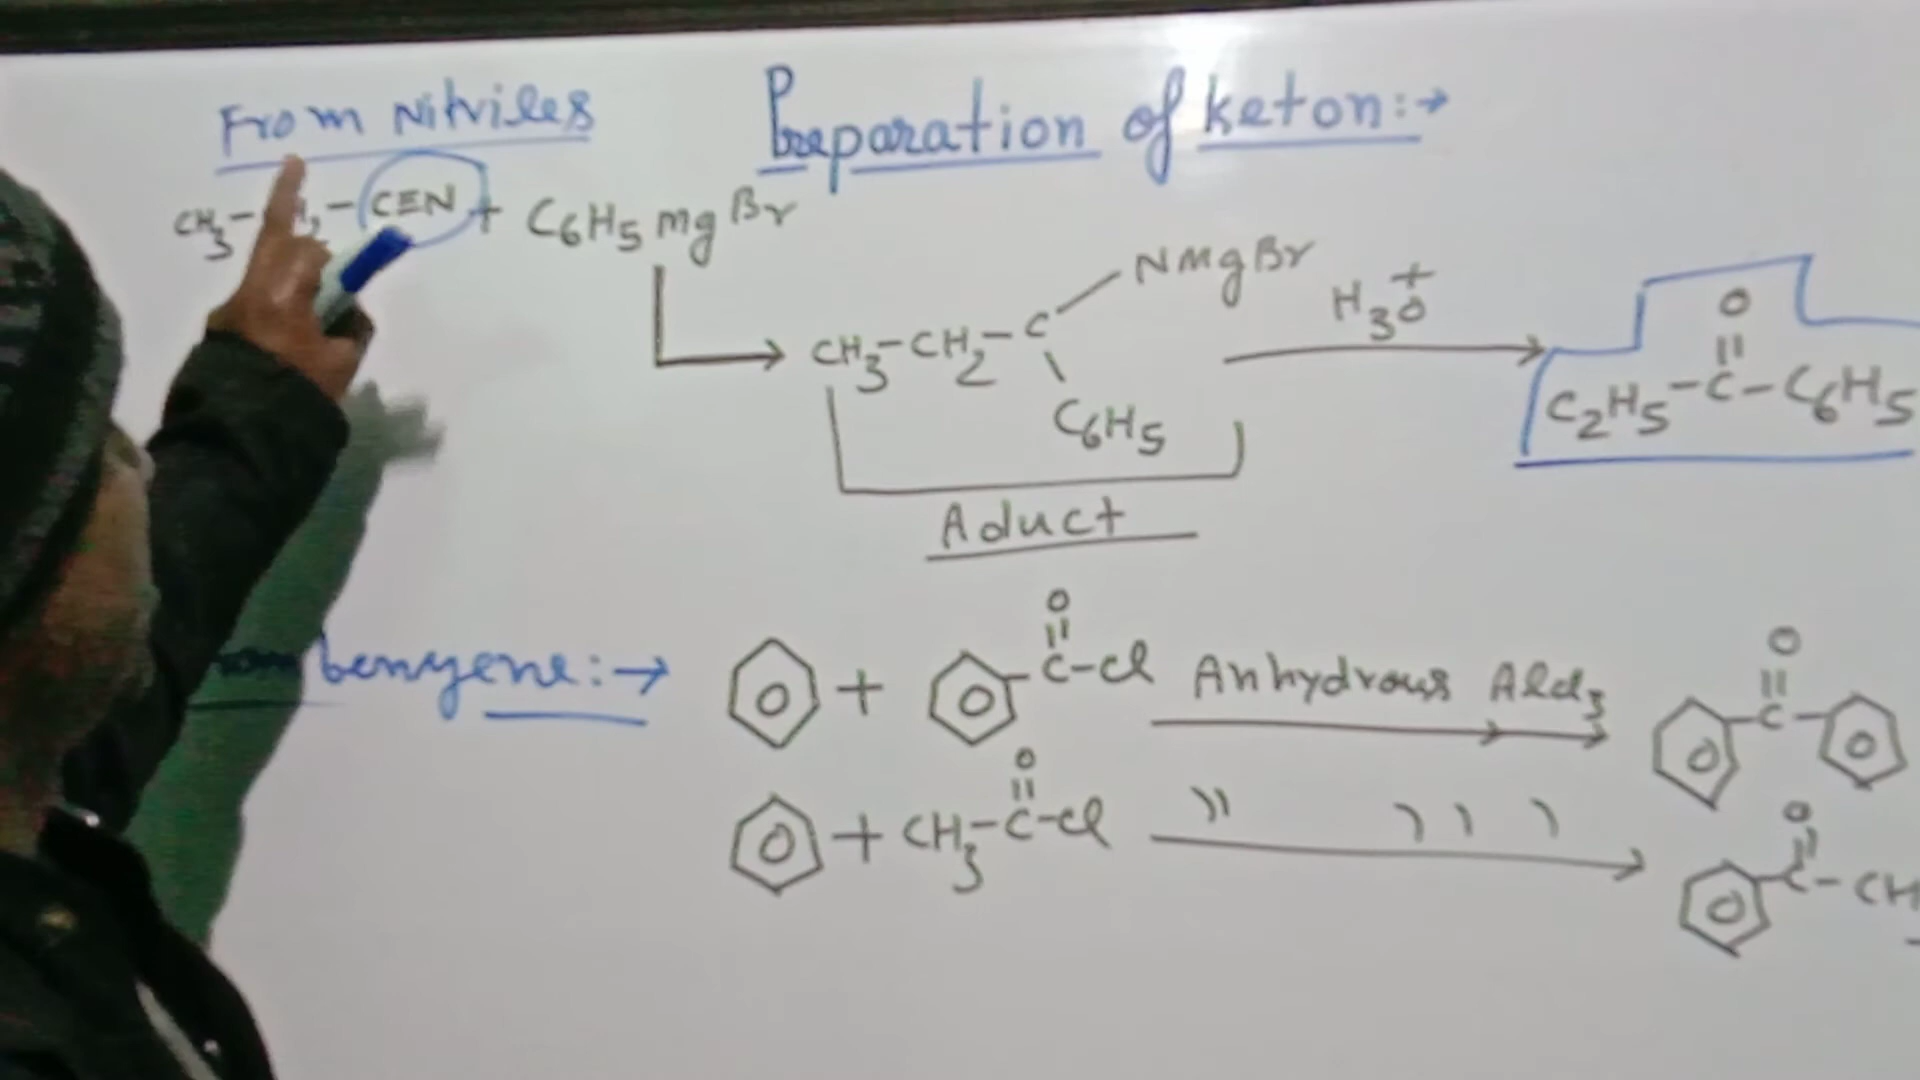 From Nitriles
Preparation of keton:→
CH3- -C≡N + C6H5 mg Br
NMgBr
CH3-CH2-C
C6H5
H3O+
O
C2H5-C-C6H5
Aduct
benzene:→
+
O
C-Cl
Anhydrous AlCl3
O
C
+ CH3-C-Cl
O
" " "
O
C-CH